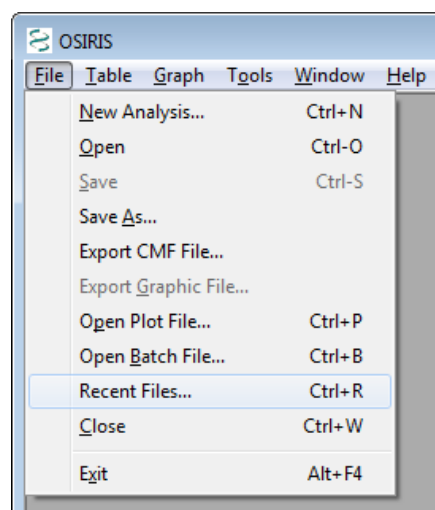 OSIRIS
File Table Graph Tools Window Help
New Analysis... Ctrl+N
Open Ctrl-O
Save Ctrl-S
Save As...
Export CMF File...
Export Graphic File...
Open Plot File... Ctrl+P
Open Batch File... Ctrl+B
Recent Files... Ctrl+R
Close Ctrl+W
Exit Alt+F4